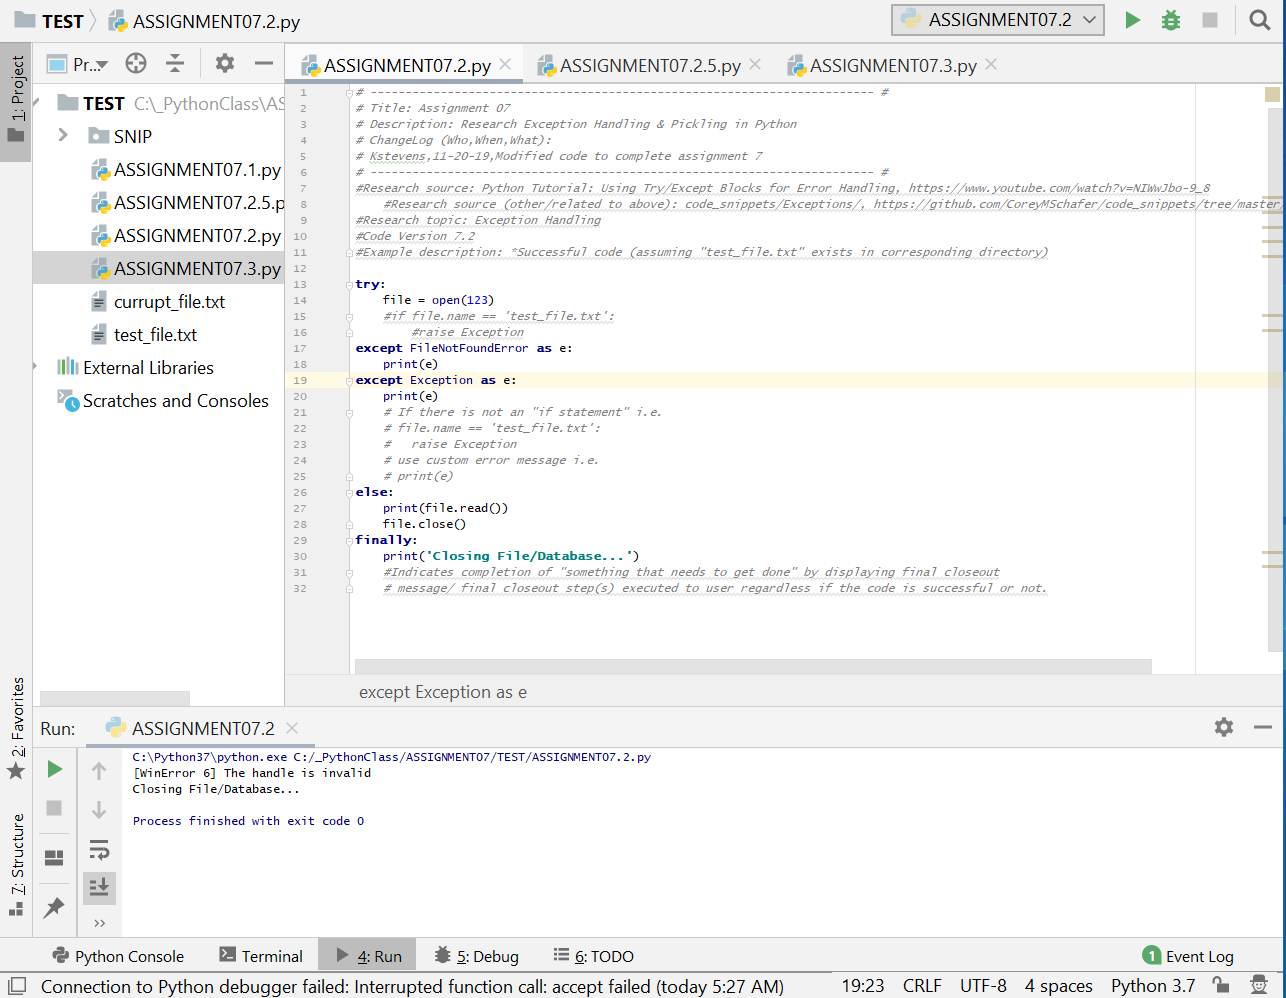 TEST ASSIGNMENT07.2.py ASSIGNMENT07.2
1: Project
Pr...
ASSIGNMENT07.2.py ASSIGNMENT07.2.5.py ASSIGNMENT07.3.py
TEST C:\_PythonClass\AS
SNIP
ASSIGNMENT07.1.py
ASSIGNMENT07.2.5.p
ASSIGNMENT07.2.py
ASSIGNMENT07.3.py
currupt_file.txt
test_file.txt
External Libraries
Scratches and Consoles
1 # ------------------------------------------------------------------------ #
2 # Title: Assignment 07
3 # Description: Research Exception Handling & Pickling in Python
4 # ChangeLog (Who,When,What):
5 # Kstevens,11-20-19,Modified code to complete assignment 7
6 # ------------------------------------------------------------------------ #
7 #Research source: Python Tutorial: Using Try/Except Blocks for Error Handling, https://www.youtube.com/watch?v=NIWwJbo-9_8
8 #Research source (other/related to above): code_snippets/Exceptions/, https://github.com/CoreyMSchafer/code_snippets/tree/master/
9 #Research topic: Exception Handling
10 #Code Version 7.2
11 #Example description: *Successful code (assuming "test_file.txt" exists in corresponding directory)
12
13 try:
14 file = open(123)
15 #if file.name == 'test_file.txt':
16 #raise Exception
17 except FileNotFoundError as e:
18 print(e)
19 except Exception as e:
20 print(e)
21 # If there is not an "if statement" i.e.
22 # file.name == 'test_file.txt':
23 # raise Exception
24 # use custom error message i.e.
25 # print(e)
26 else:
27 print(file.read())
28 file.close()
29 finally:
30 print('Closing File/Database...')
31 #Indicates completion of "something that needs to get done" by displaying final closeout
32 # message/ final closeout step(s) executed to user regardless if the code is successful or not.
except Exception as e
2: Favorites
7: Structure
Run: ASSIGNMENT07.2
C:\Python37\python.exe C:/_PythonClass/ASSIGNMENT07/TEST/ASSIGNMENT07.2.py
[WinError 6] The handle is invalid
Closing File/Database...
Process finished with exit code 0
Python Console Terminal 4: Run 5: Debug 6: TODO 1 Event Log
Connection to Python debugger failed: Interrupted function call: accept failed (today 5:27 AM) 19:23 CRLF UTF-8 4 spaces Python 3.7